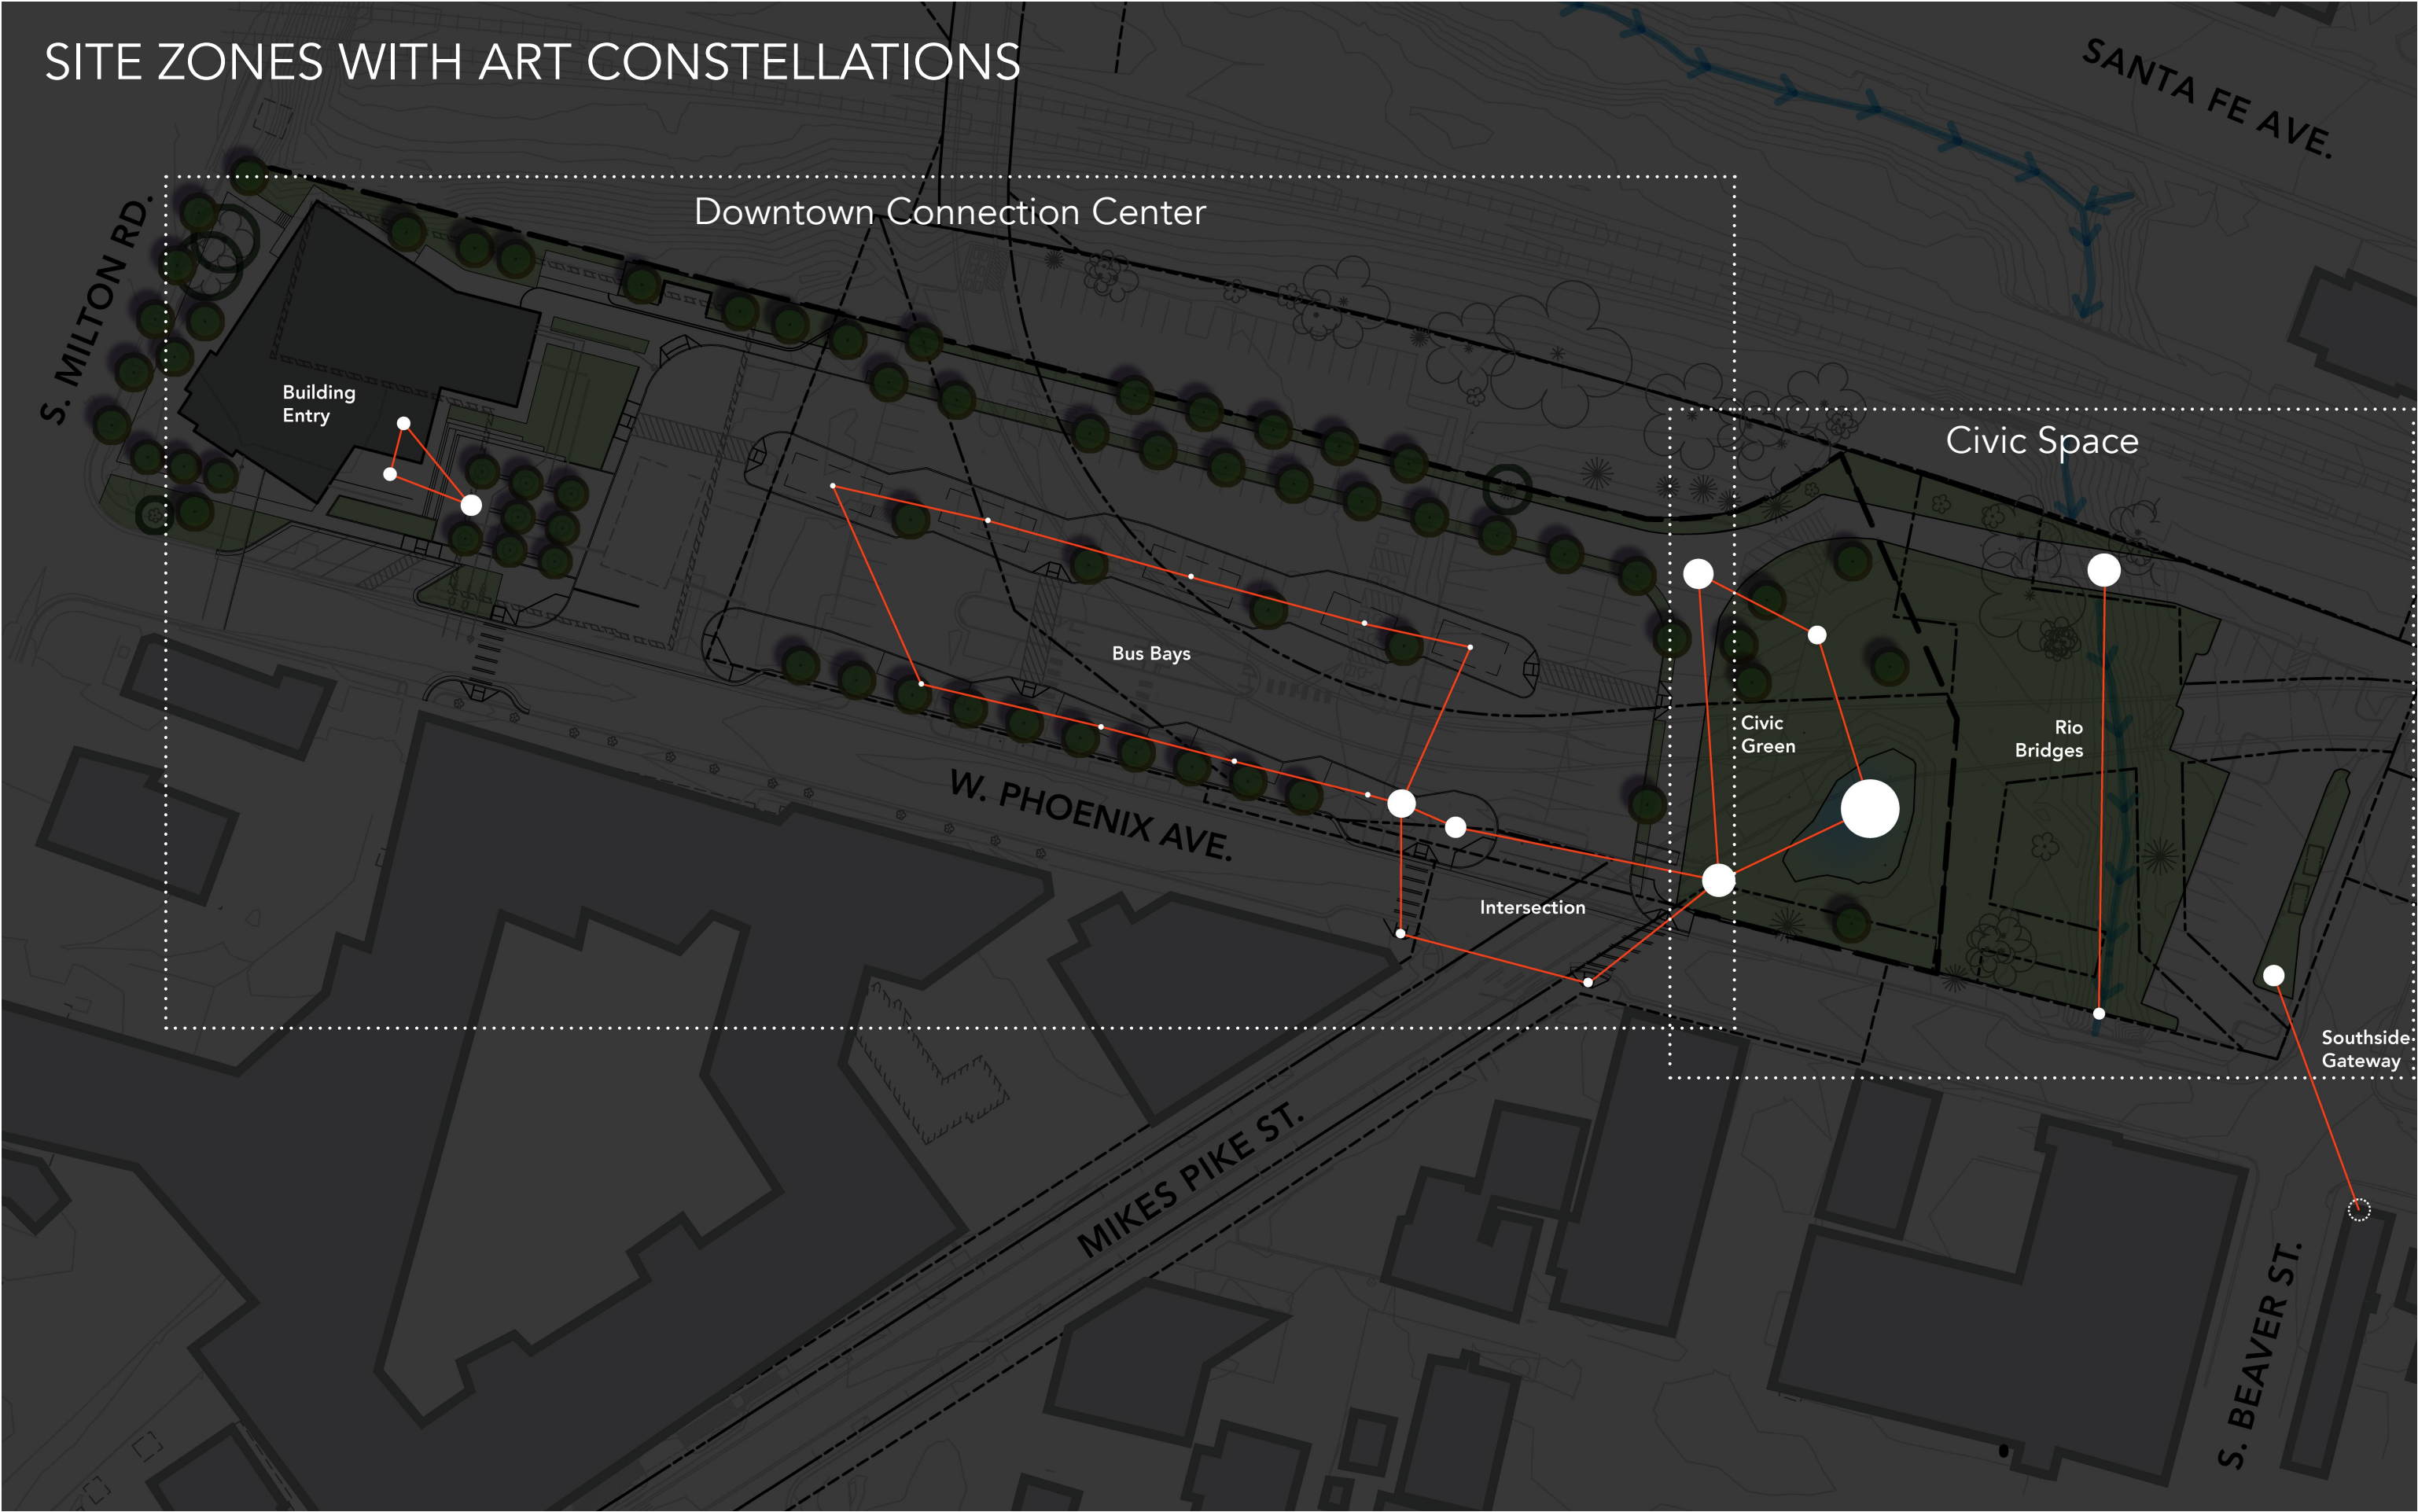 SITE ZONES WITH ART CONSTELLATIONS
SANTA FE AVE.
Downtown Connection Center
S. MILTON RD.
Building
Entry
Civic Space
Bus Bays
Civic
Green
Rio
Bridges
W. PHOENIX AVE.
Intersection
Southside
Gateway
MIKES PIKE ST.
S. BEAVER ST.